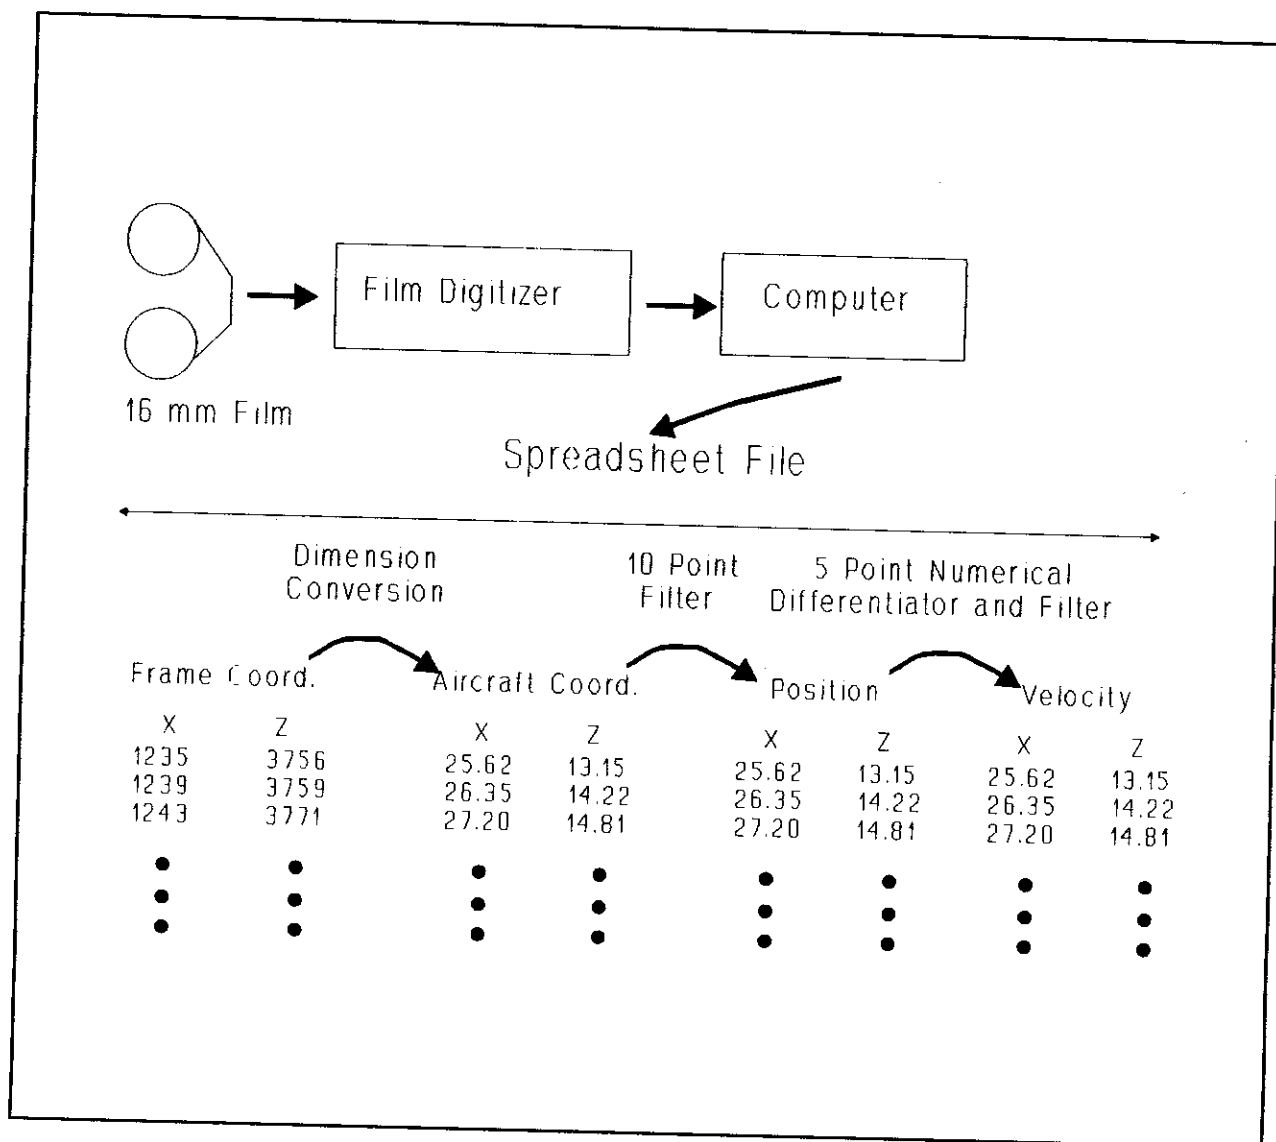 Film Digitizer
Computer
16 mm Film
Spreadsheet File
Dimension
Conversion
10 Point
Filter
5 Point Numerical
Differentiator and Filter
Frame Coord.
Aircraft Coord.
Position
Velocity
X Z X Z X Z X Z
1235 3756 25.62 13.15 25.62 13.15 25.62 13.15
1239 3759 26.35 14.22 26.35 14.22 26.35 14.22
1243 3771 27.20 14.81 27.20 14.81 27.20 14.81